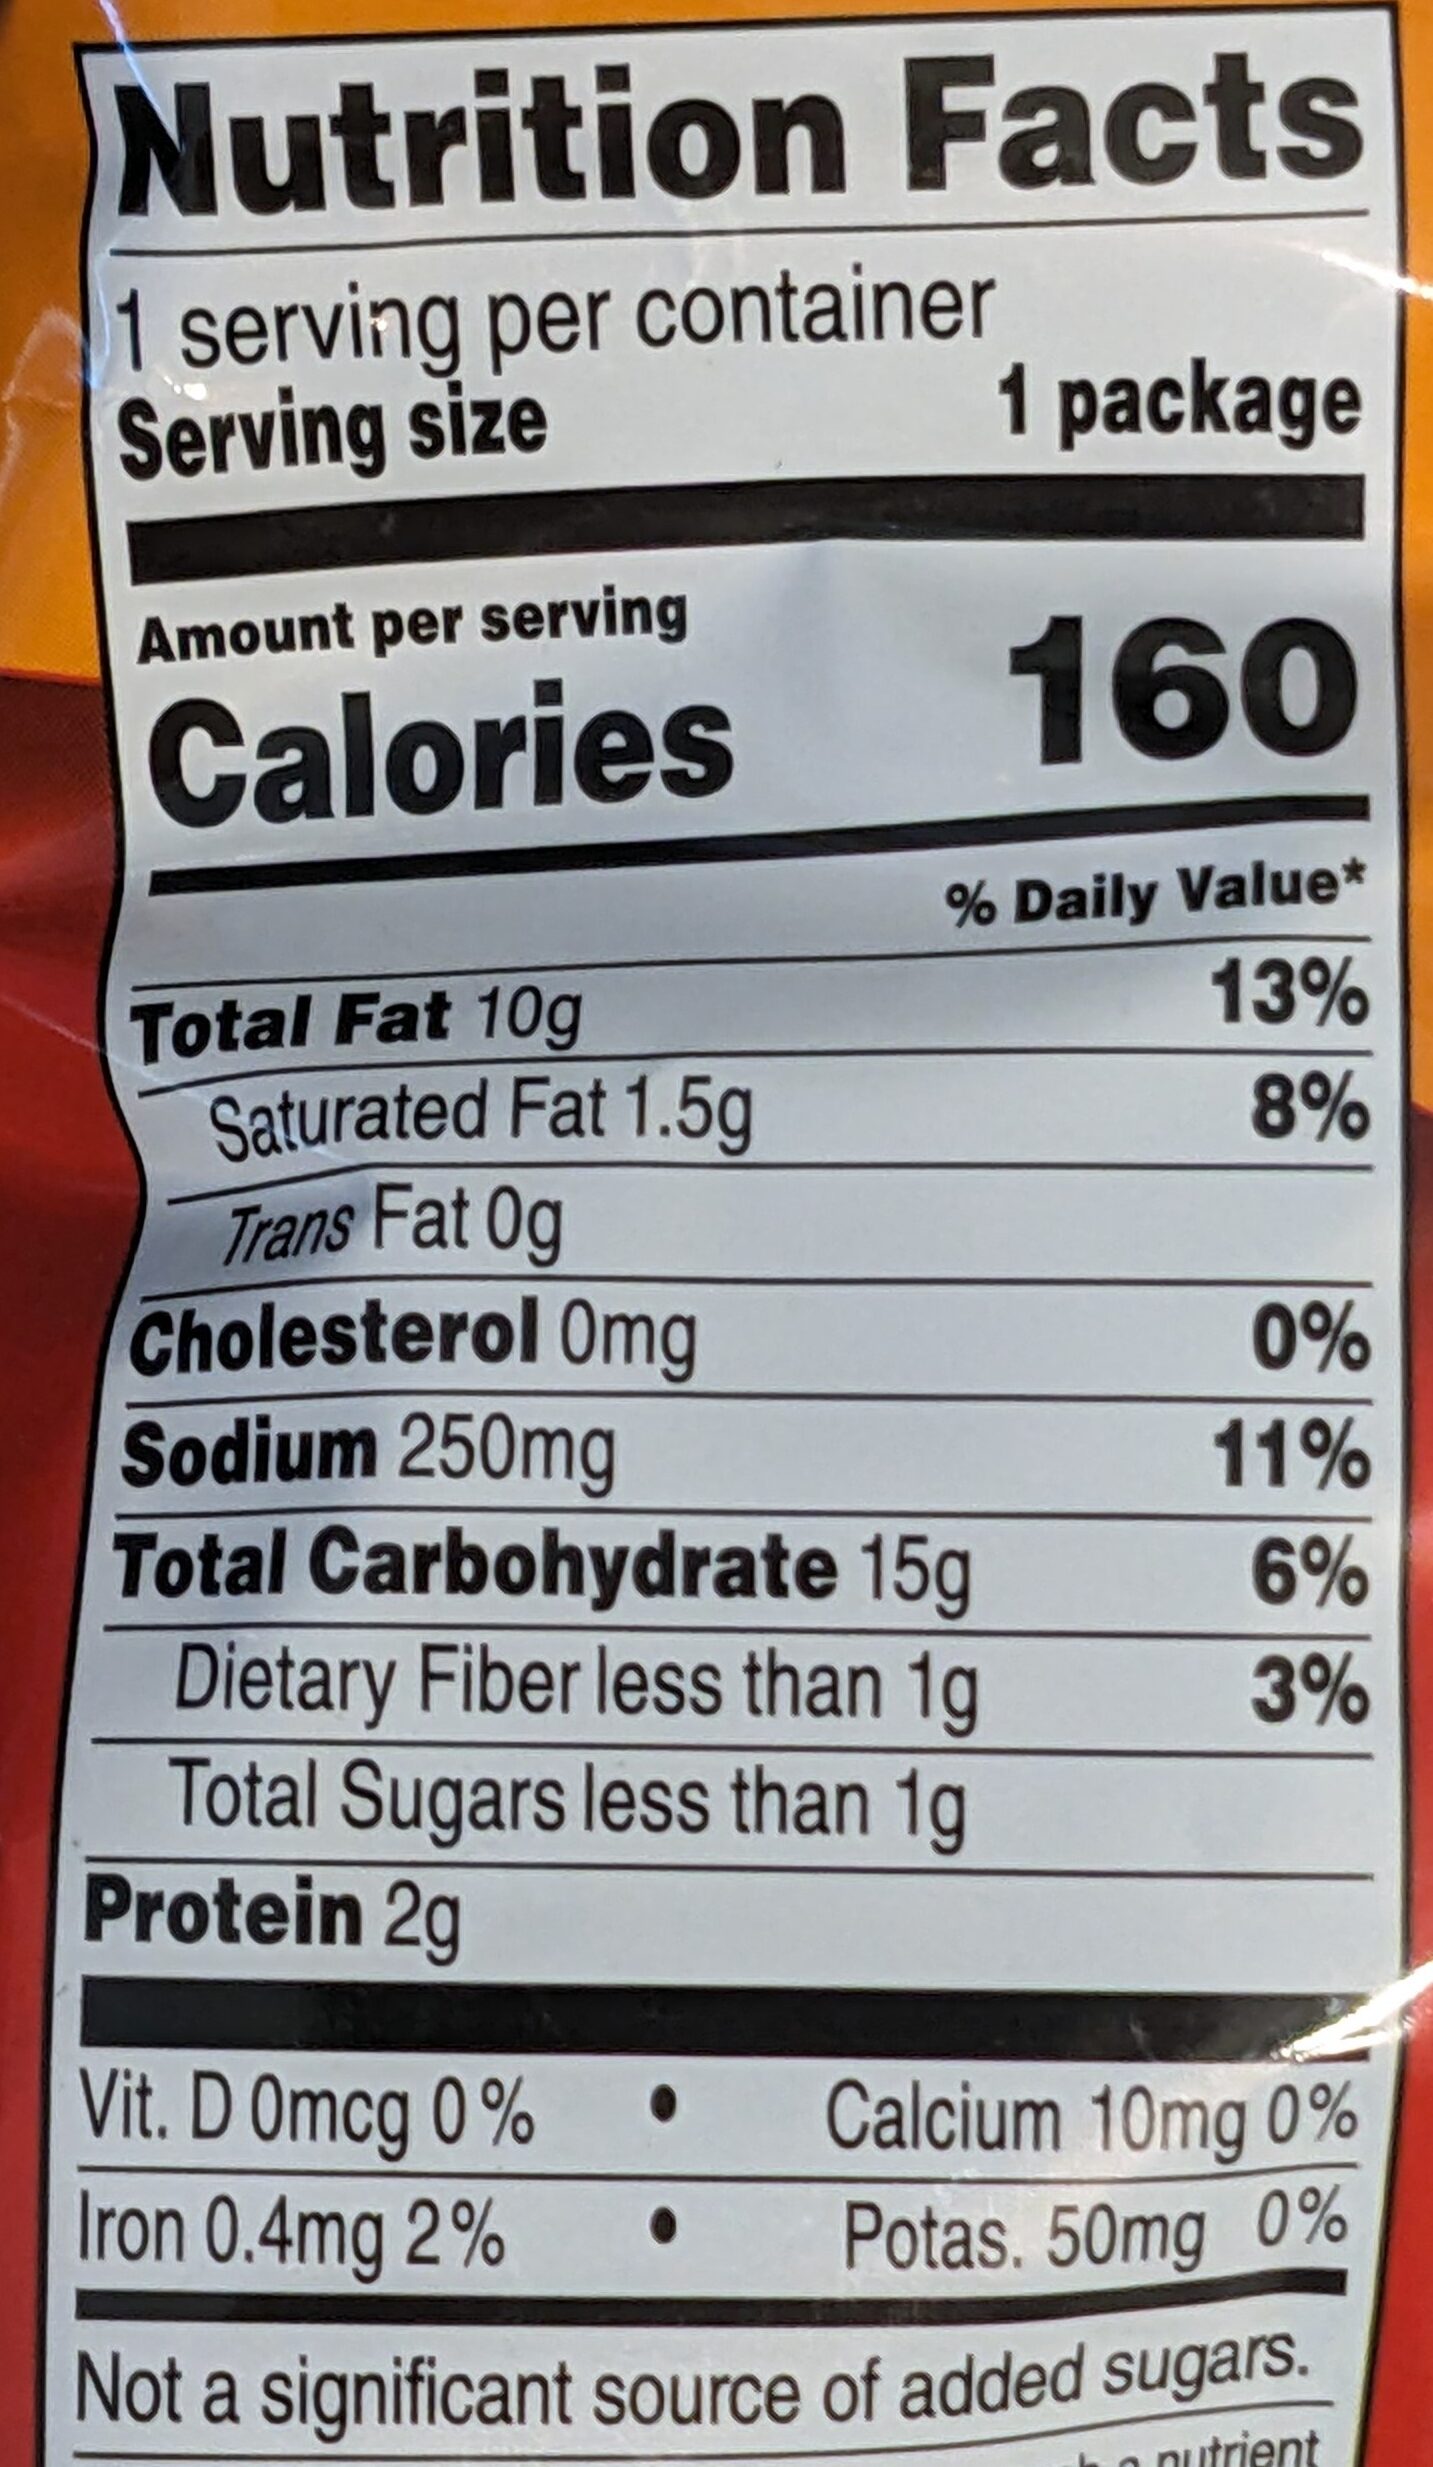 Nutrition Facts
1 serving per container
Serving size 1 package
Amount per serving
Calories 160
% Daily Value*
Total Fat 10g 13%
Saturated Fat 1.5g 8%
Trans Fat 0g
Cholesterol 0mg 0%
Sodium 250mg 11%
Total Carbohydrate 15g 6%
Dietary Fiber less than 1g 3%
Total Sugars less than 1g
Protein 2g
Vit. D 0mcg 0% • Calcium 10mg 0%
Iron 0.4mg 2% • Potas. 50mg 0%
Not a significant source of added sugars.
a nutrient